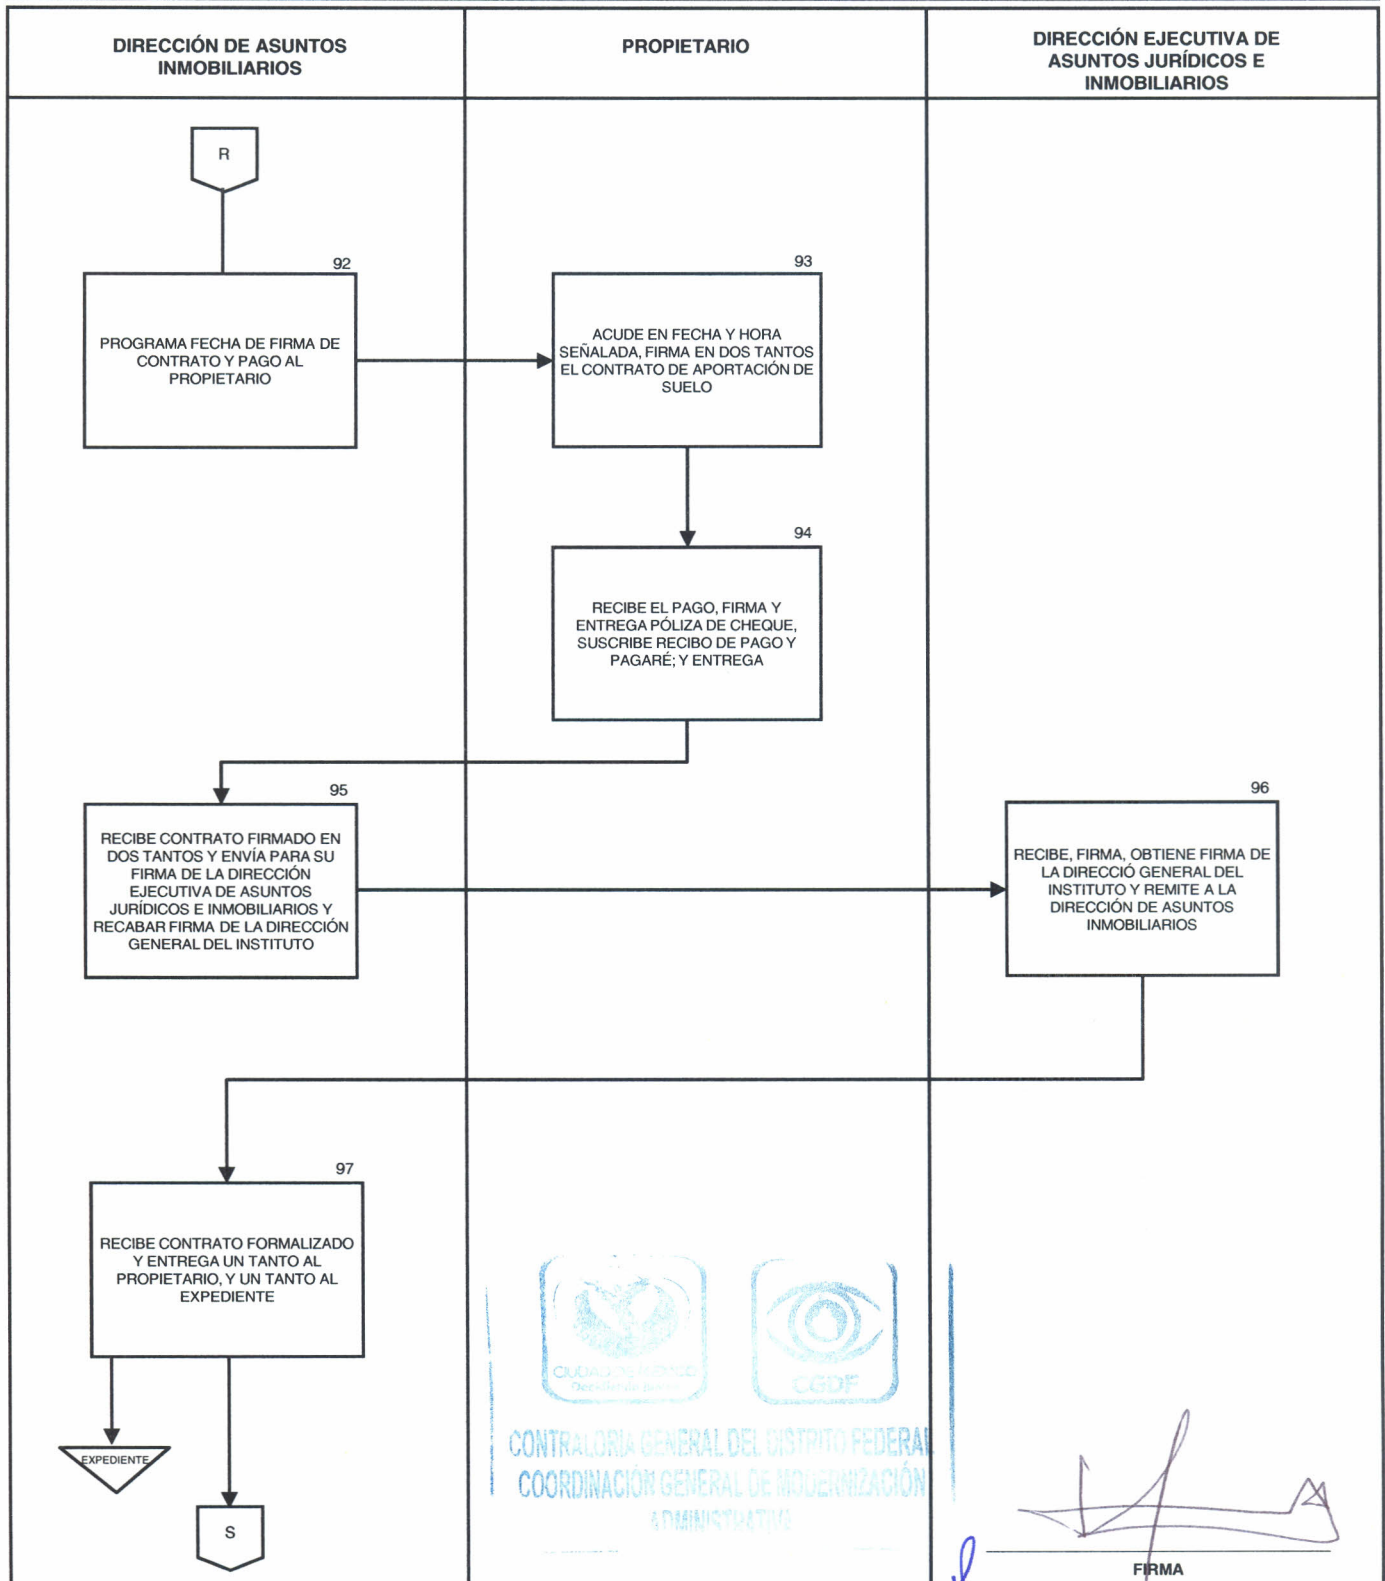 DIRECCIÓN DE ASUNTOS
INMOBILIARIOS
PROPIETARIO
DIRECCIÓN EJECUTIVA DE
ASUNTOS JURÍDICOS E
INMOBILIARIOS
R
92
PROGRAMA FECHA DE FIRMA DE
CONTRATO Y PAGO AL
PROPIETARIO
93
ACUDE EN FECHA Y HORA
SEÑALADA, FIRMA EN DOS TANTOS
EL CONTRATO DE APORTACIÓN DE
SUELO
94
RECIBE EL PAGO, FIRMA Y
ENTREGA PÓLIZA DE CHEQUE,
SUSCRIBE RECIBO DE PAGO Y
PAGARÉ; Y ENTREGA
95
RECIBE CONTRATO FIRMADO EN
DOS TANTOS Y ENVÍA PARA SU
FIRMA DE LA DIRECCIÓN
EJECUTIVA DE ASUNTOS
JURÍDICOS E INMOBILIARIOS Y
RECABAR FIRMA DE LA DIRECCIÓN
GENERAL DEL INSTITUTO
96
RECIBE, FIRMA, OBTIENE FIRMA DE
LA DIRECCIÓ GENERAL DEL
INSTITUTO Y REMITE A LA
DIRECCIÓN DE ASUNTOS
INMOBILIARIOS
97
RECIBE CONTRATO FORMALIZADO
Y ENTREGA UN TANTO AL
PROPIETARIO, Y UN TANTO AL
EXPEDIENTE
EXPEDIENTE
S
CIUDAD DE MÉXICO
CGDF
CONTRALORÍA GENERAL DEL DISTRITO FEDERAL
COORDINACIÓN GENERAL DE MODERNIZACIÓN
ADMINISTRATIVA
FIRMA